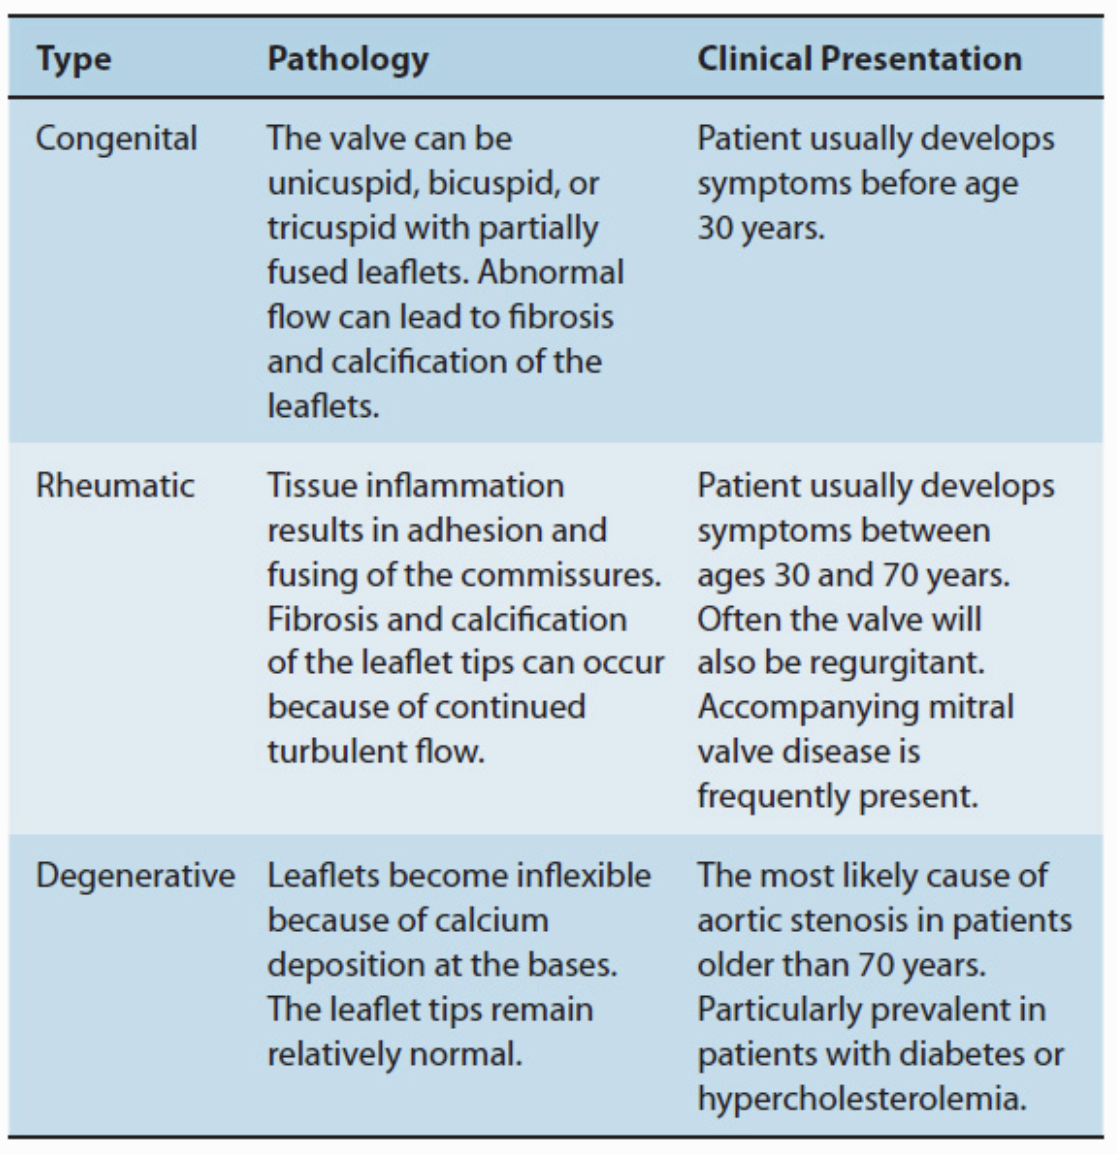 Type Pathology Clinical Presentation
Congenital The valve can be Patient usually develops
unicuspid, bicuspid, or symptoms before age
tricuspid with partially 30 years.
fused leaflets. Abnormal
flow can lead to fibrosis
and calcification of the
leaflets.
Rheumatic Tissue inflammation Patient usually develops
results in adhesion and symptoms between
fusing of the commissures. ages 30 and 70 years.
Fibrosis and calcification Often the valve will
of the leaflet tips can occur also be regurgitant.
because of continued Accompanying mitral
turbulent flow. valve disease is
frequently present.
Degenerative Leaflets become inflexible The most likely cause of
because of calcium aortic stenosis in patients
deposition at the bases. older than 70 years.
The leaflet tips remain Particularly prevalent in
relatively normal. patients with diabetes or
hypercholesterolemia.